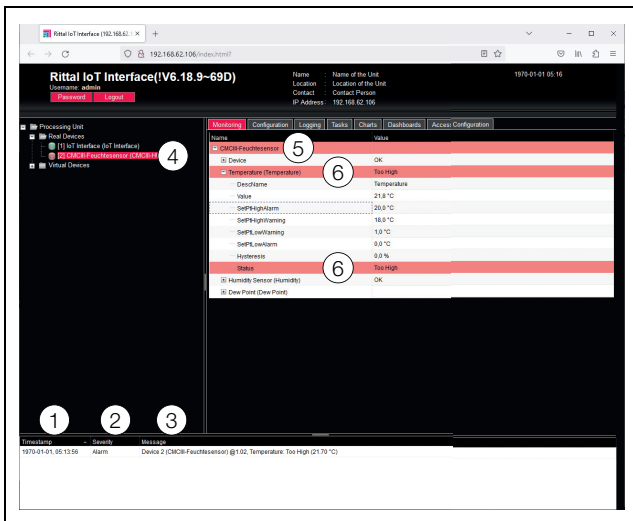 Rittal IoT Interface (192.168.62.1
192.168.62.106/index.html?
Rittal IoT Interface(!V6.18.9~69D)
Username: admin
Password Logout
Name : Name of the Unit
Location : Location of the Unit
Contact : Contact Person
IP Address : 192.168.62.106
1970-01-01 05:16
Processing Unit
Real Devices
[1] IoT Interface (IoT Interface)
[2] CMCIII-Feuchtesensor (CMCIII-H
4
Virtual Devices
Monitoring Configuration Logging Tasks Charts Dashboards Access Configuration
Name Value
CMCIII-Feuchtesensor 5
Device OK
Temperature (Temperature) 6 Too High
DescName Temperature
Value 21,8 °C
SetPtHighAlarm 20,0 °C
SetPtHighWarning 18,0 °C
SetPtLowWarning 1,0 °C
SetPtLowAlarm 0,0 °C
Hysteresis 0,0 %
Status 6 Too High
Humidity Sensor (Humidity) OK
Dew Point (Dew Point)
1 2 3
Timestamp Severity Message
1970-01-01, 05:13:56 Alarm Device 2 (CMCIII-Feuchtesensor) @1.02, Temperature: Too High (21.70 °C)